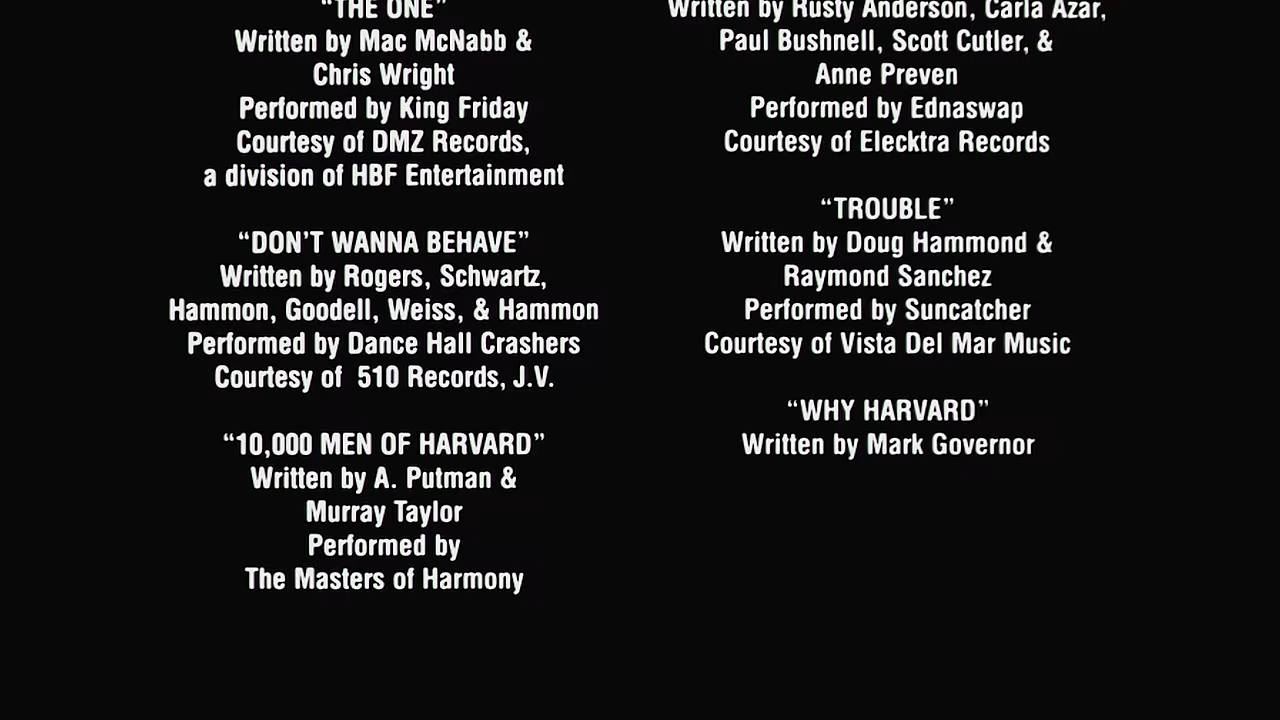 “THE ONE”
Written by Mac McNabb &
Chris Wright
Performed by King Friday
Courtesy of DMZ Records,
a division of HBF Entertainment
“DON’T WANNA BEHAVE”
Written by Rogers, Schwartz,
Hammon, Goodell, Weiss, & Hammon
Performed by Dance Hall Crashers
Courtesy of 510 Records, J.V.
“10,000 MEN OF HARVARD”
Written by A. Putman &
Murray Taylor
Performed by
The Masters of Harmony
Written by Rusty Anderson, Carla Azar,
Paul Bushnell, Scott Cutler, &
Anne Preven
Performed by Ednaswap
Courtesy of Elecktra Records
“TROUBLE”
Written by Doug Hammond &
Raymond Sanchez
Performed by Suncatcher
Courtesy of Vista Del Mar Music
“WHY HARVARD”
Written by Mark Governor